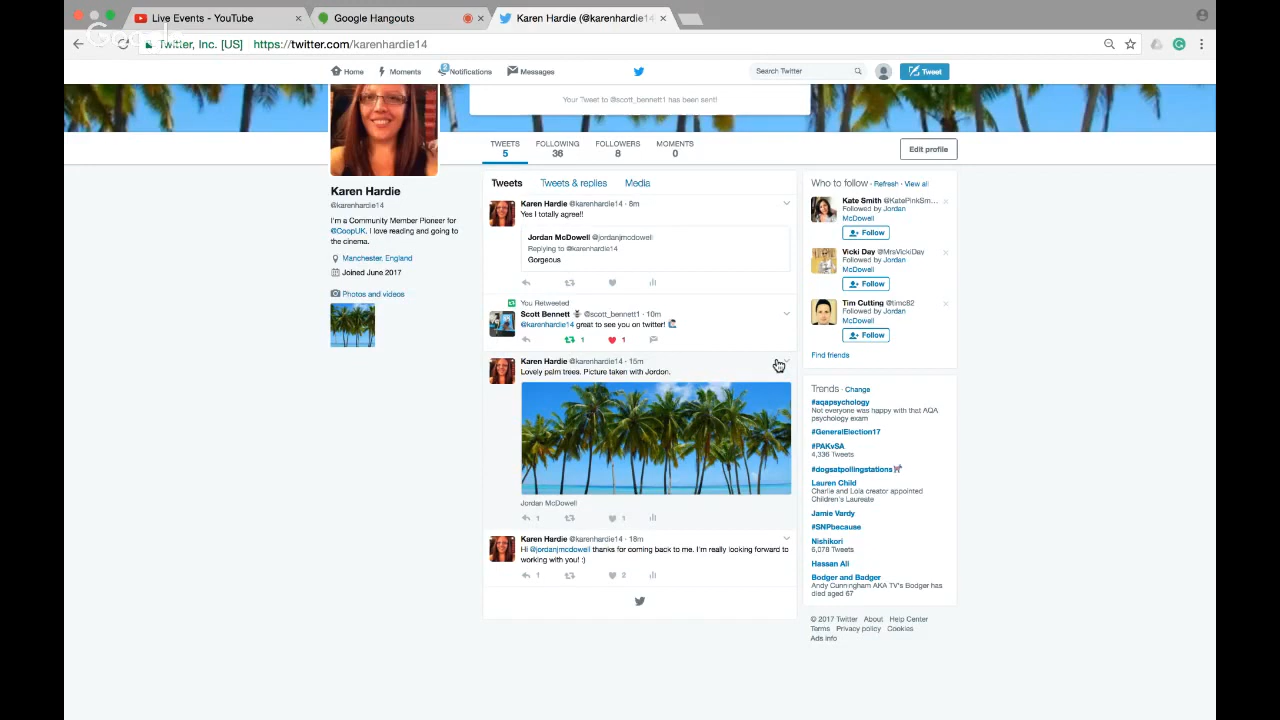 Live Events - YouTube
Google Hangouts
Karen Hardie (@karenhardie14
Google
Twitter, Inc. [US] https://twitter.com/karenhardie14
Home Moments 2 Notifications Messages Search Twitter Tweet
Your Tweet to @scott_bennett1 has been sent!
TWEETS FOLLOWING FOLLOWERS MOMENTS
5 36 8 0
Edit profile
Karen Hardie
@karenhardie14
I'm a Community Member Pioneer for
@CoopUK. I love reading and going to
the cinema.
Manchester, England
Joined June 2017
Photos and videos
Tweets Tweets & replies Media
Karen Hardie @karenhardie14 · 8m
Yes I totally agree!!
Jordan McDowell @jordanjmcdowell
Replying to @karenhardie14
Gorgeous
You Retweeted
Scott Bennett @scott_bennett1 · 10m
@karenhardie14 great to see you on twitter!
1 1
Karen Hardie @karenhardie14 · 15m
Lovely palm trees. Picture taken with Jordon.
Jordan McDowell
1 1
Karen Hardie @karenhardie14 · 18m
Hi @jordanjmcdowell thanks for coming back to me. I'm really looking forward to
working with you! :)
1 2
Who to follow · Refresh · View all
Kate Smith @KatePinkSm...
Followed by Jordan
McDowell
Follow
Vicki Day @MrsVickiDay
Followed by Jordan
McDowell
Follow
Tim Cutting @timc82
Followed by Jordan
McDowell
Follow
Find friends
Trends · Change
#aqapsychology
Not everyone was happy with that AQA
psychology exam
#GeneralElection17
#PAKvSA
4,336 Tweets
#dogsatpollingstations
Lauren Child
Charlie and Lola creator appointed
Children's Laureate
Jamie Vardy
#SNPbecause
Nishikori
6,078 Tweets
Hassan Ali
Bodger and Badger
Andy Cunningham AKA TV's Bodger has
died aged 67
© 2017 Twitter About Help Center
Terms Privacy policy Cookies
Ads info